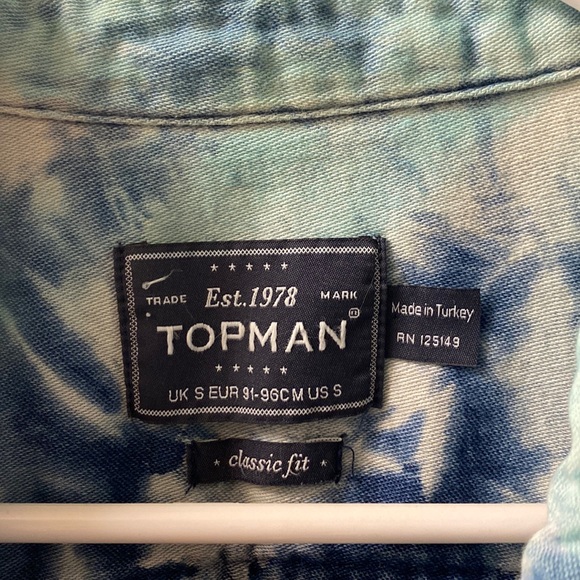 ★ ★ ★ ★ ★
TRADE Est.1978 MARK
TOPMAN
★ ★ ★ ★ ★
UK S EUR 91-96CM US S
Made in Turkey
RN 125149
* classic fit *